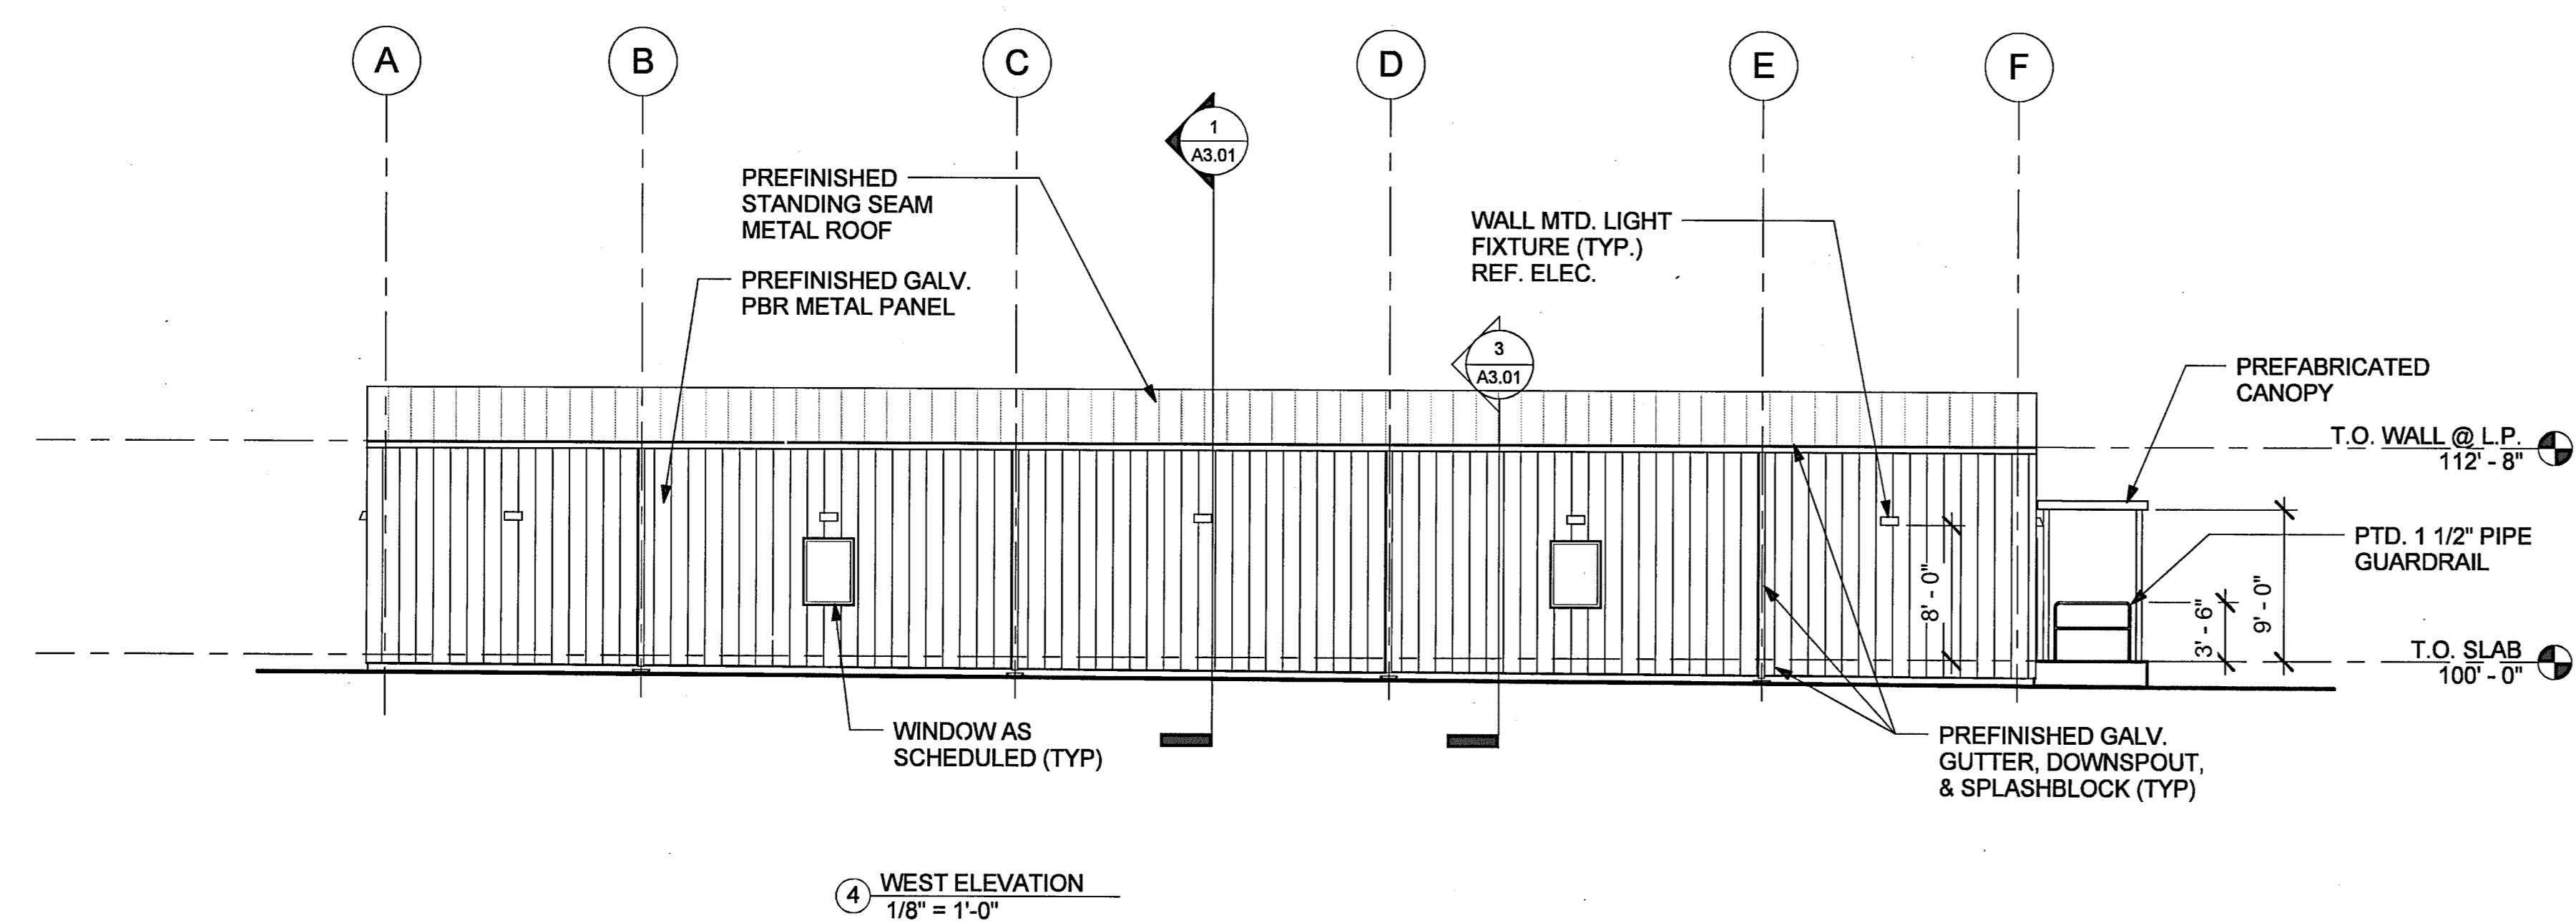 A
B
C
D
E
F
1
A3.01
PREFINISHED
STANDING SEAM
METAL ROOF
WALL MTD. LIGHT
FIXTURE (TYP.)
REF. ELEC.
PREFINISHED GALV.
PBR METAL PANEL
3
A3.01
PREFABRICATED
CANOPY
T.O. WALL @ L.P.
112' - 8"
PTD. 1 1/2" PIPE
GUARDRAIL
8' - 0"
3' - 6"
9' - 0"
T.O. SLAB
100' - 0"
WINDOW AS
SCHEDULED (TYP)
PREFINISHED GALV.
GUTTER, DOWNSPOUT,
& SPLASHBLOCK (TYP)
4
WEST ELEVATION
1/8" = 1'-0"